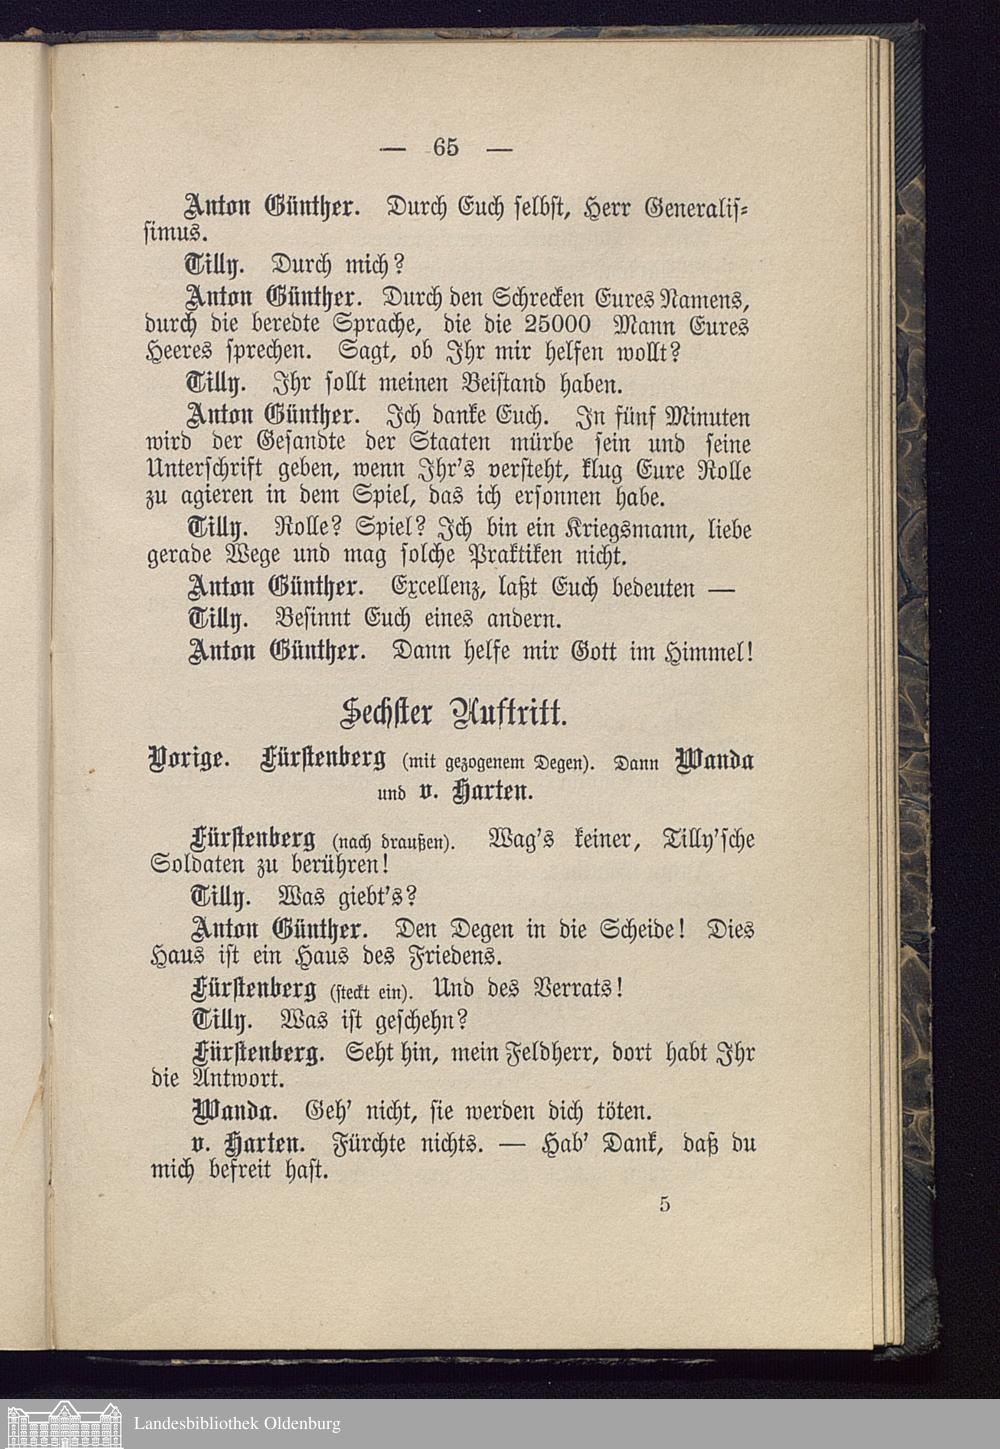 — 65 —
Anton Günther. Durch Euch selbst, Herr Generalis-
simus.
Tilly. Durch mich?
Anton Günther. Durch den Schrecken Eures Namens,
durch die beredte Sprache, die die 25000 Mann Eures
Heeres sprechen. Sagt, ob Ihr mir helfen wollt?
Tilly. Ihr sollt meinen Beistand haben.
Anton Günther. Ich danke Euch. In fünf Minuten
wird der Gesandte der Staaten mürbe sein und seine
Unterschrift geben, wenn Ihr's versteht, klug Eure Rolle
zu agieren in dem Spiel, das ich ersonnen habe.
Tilly. Rolle? Spiel? Ich bin ein Kriegsmann, liebe
gerade Wege und mag solche Praktiken nicht.
Anton Günther. Excellenz, laßt Euch bedeuten —
Tilly. Besinnt Euch eines andern.
Anton Günther. Dann helfe mir Gott im Himmel!
Sechster Auftritt.
Vorige. Fürstenberg (mit gezogenem Degen). Dann Wanda
und v. Harten.
Fürstenberg (nach draußen). Wag's keiner, Tilly'sche
Soldaten zu berühren!
Tilly. Was giebt's?
Anton Günther. Den Degen in die Scheide! Dies
Haus ist ein Haus des Friedens.
Fürstenberg (steckt ein). Und des Verrats!
Tilly. Was ist geschehn?
Fürstenberg. Seht hin, mein Feldherr, dort habt Ihr
die Antwort.
Wanda. Geh' nicht, sie werden dich töten.
v. Harten. Fürchte nichts. — Hab' Dank, daß du
mich befreit hast.
5
Landesbibliothek Oldenburg